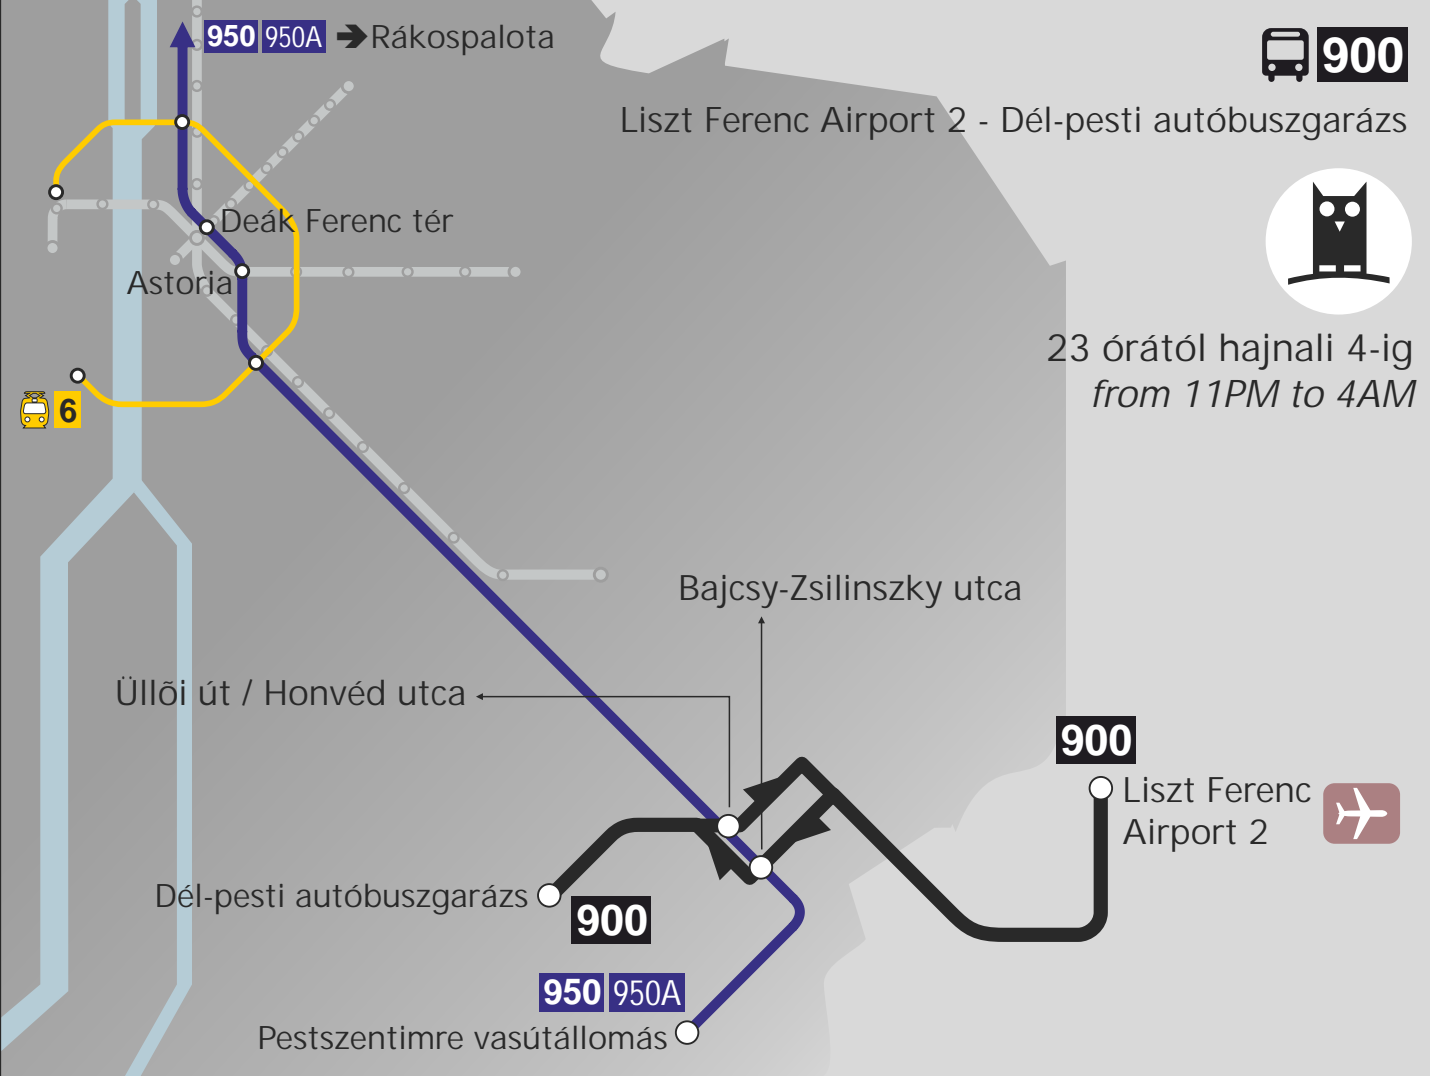 950 950A Rákospalota
900
Liszt Ferenc Airport 2 - Dél-pesti autóbuszgarázs
Deák Ferenc tér
Astoria
23 órától hajnali 4-ig
from 11PM to 4AM
6
Bajcsy-Zsilinszky utca
Üllõi út / Honvéd utca
900
Liszt Ferenc
Airport 2
Dél-pesti autóbuszgarázs
900
950 950A
Pestszentimre vasútállomás